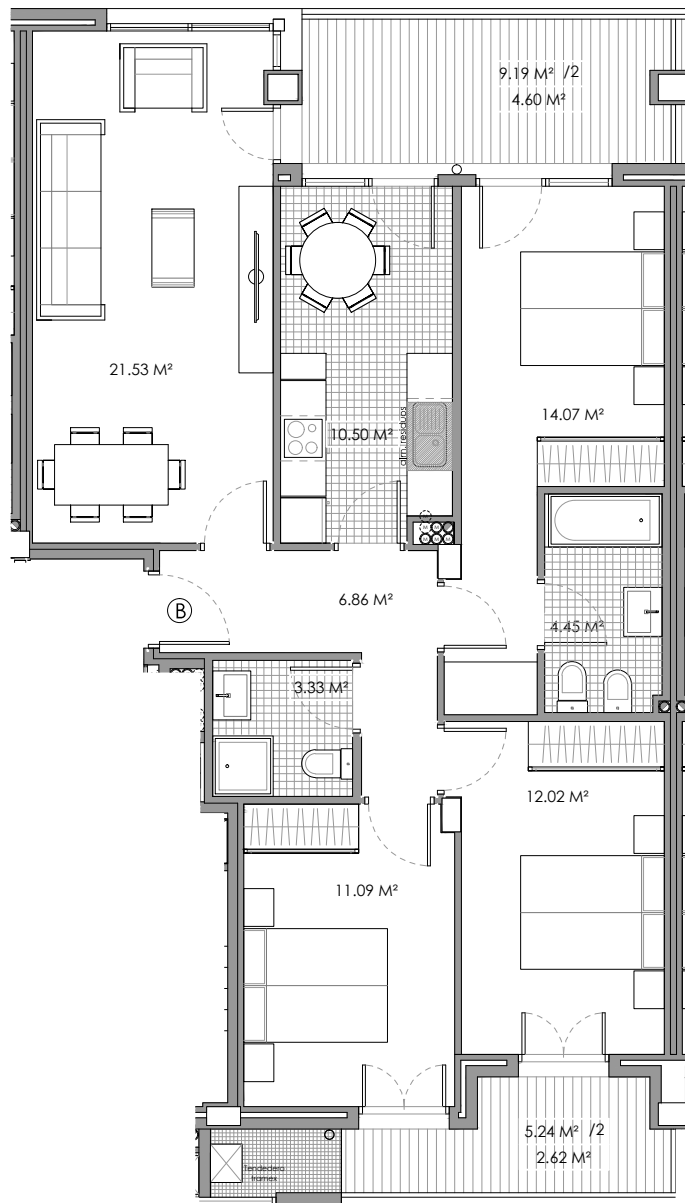 9.19 M² /2
4.60 M²
21.53 M²
14.07 M²
10.50 M²
alm. residuos
M M
M M M
6.86 M²
B
4.45 M²
3.33 M²
12.02 M²
11.09 M²
5.24 M² /2
2.62 M²
Tendedero
tramex